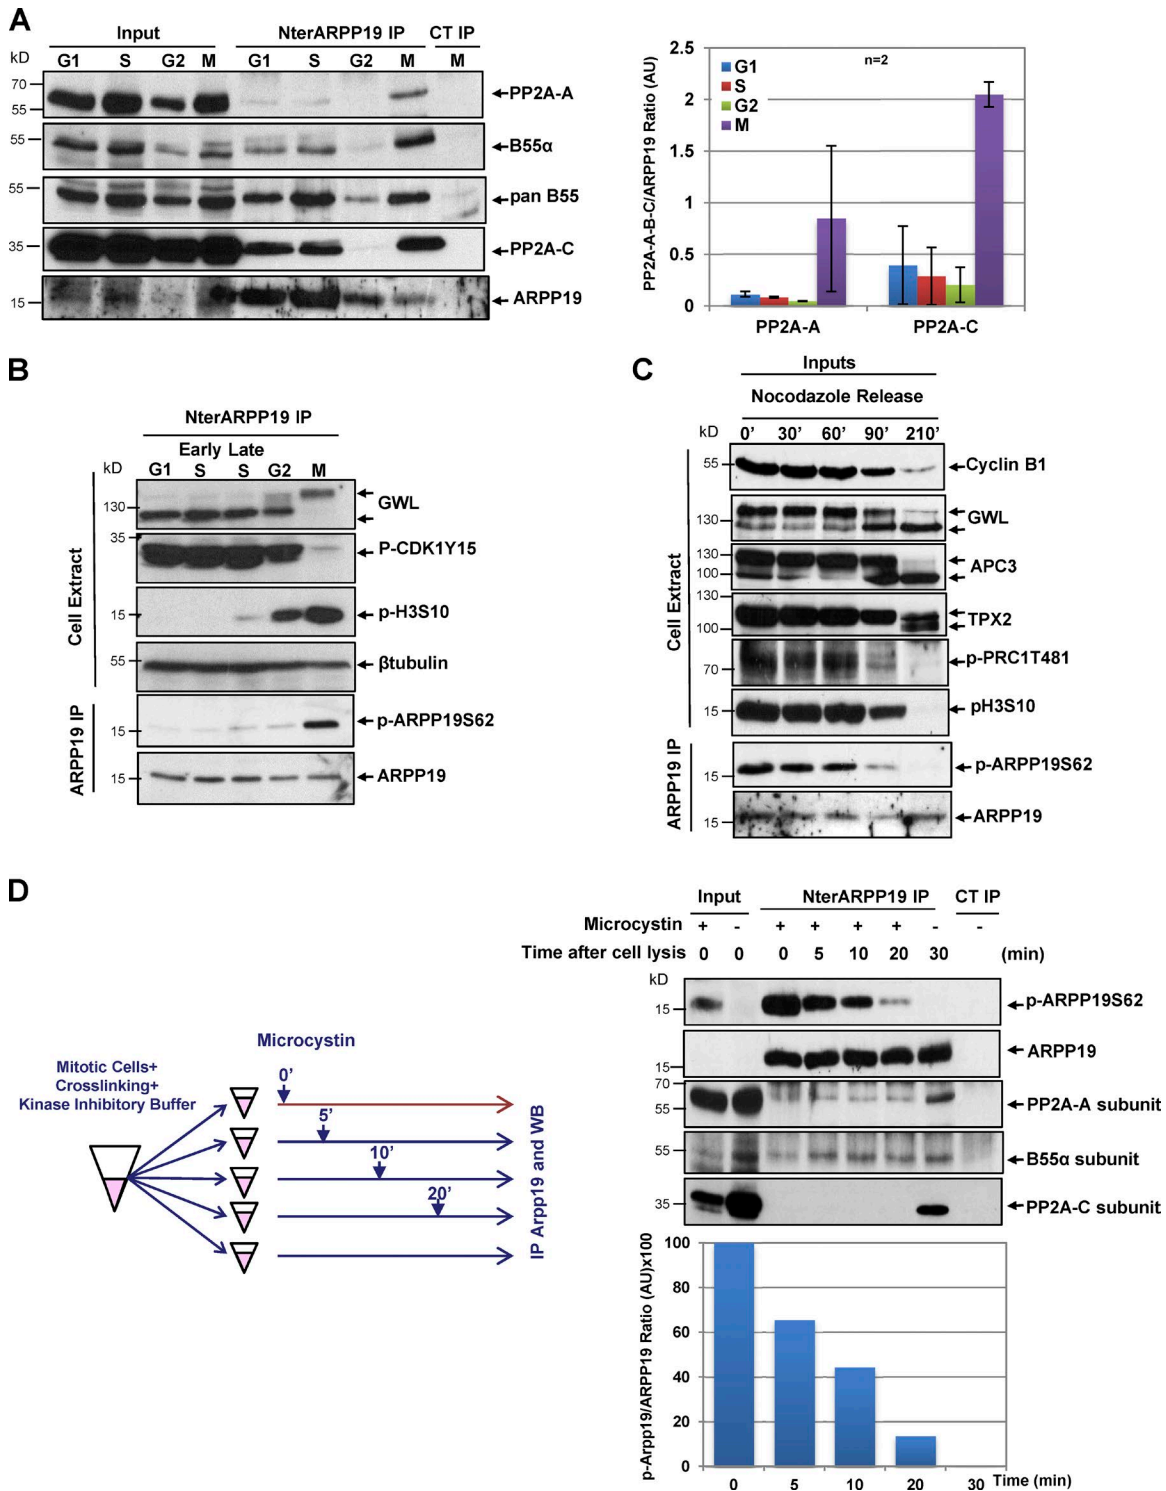 A
Input NterARPP19 IP CT IP
kD G1 S G2 M G1 S G2 M M
70
55
PP2A-A
55
B55α
55
pan B55
35
PP2A-C
15
ARPP19
PP2A-A-B-C/ARPP19 Ratio (AU)
2.5
2
1.5
1
0.5
0
n=2
G1
S
G2
M
PP2A-A PP2A-C
B
NterARPP19 IP
Early Late
kD G1 S S G2 M
Cell Extract
130
GWL
35
P-CDK1Y15
15
p-H3S10
55
βtubulin
ARPP19 IP
15
p-ARPP19S62
15
ARPP19
C
Inputs
Nocodazole Release
kD 0’ 30’ 60’ 90’ 210’
Cell Extract
55
Cyclin B1
130
GWL
130
100
APC3
130
100
TPX2
70
p-PRC1T481
15
pH3S10
ARPP19 IP
15
p-ARPP19S62
15
ARPP19
D
Microcystin
Mitotic Cells+
Crosslinking+
Kinase Inhibitory Buffer
0’
5’
10’
20’
IP Arpp19 and WB
Input NterARPP19 IP CT IP
Microcystin + - + + + + - -
Time after cell lysis 0 0 0 5 10 20 30 (min)
kD
15
p-ARPP19S62
15
ARPP19
70
55
PP2A-A subunit
55
B55α subunit
35
PP2A-C subunit
p-Arpp19/ARPP19 Ratio (AU)x100
100
80
60
40
20
0
0 5 10 20 30 Time (min)